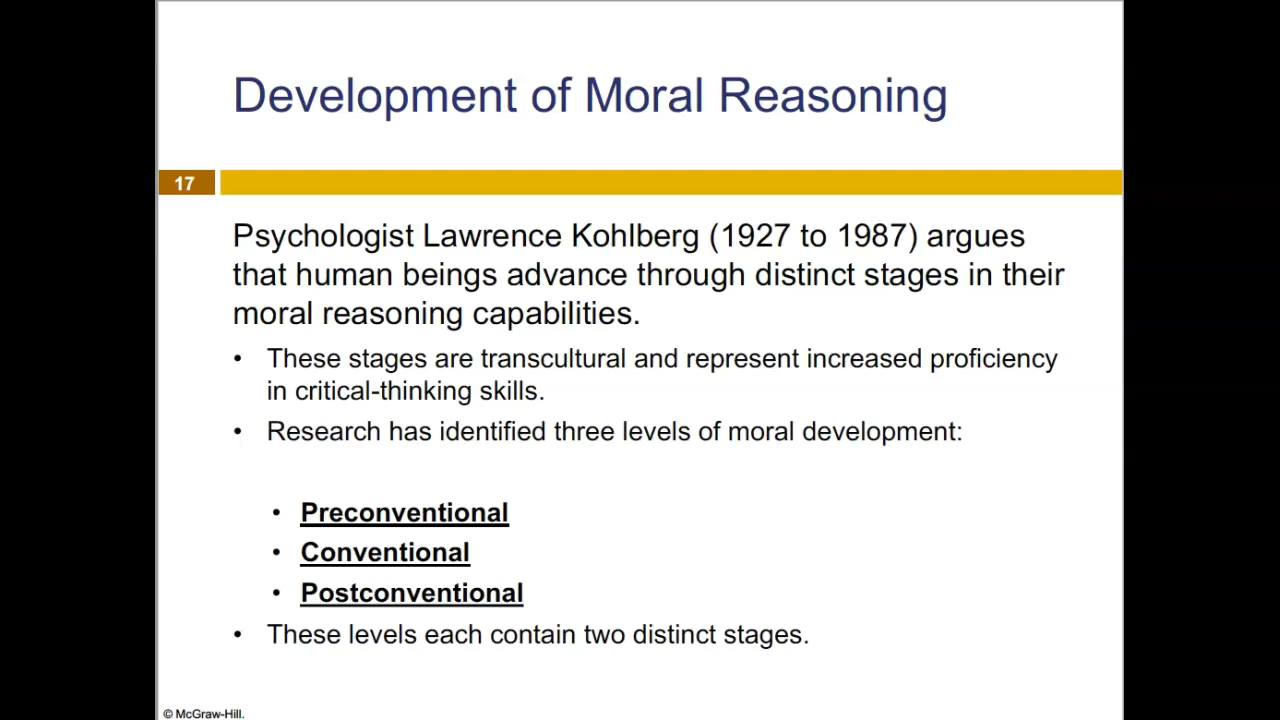 Development of Moral Reasoning
17
Psychologist Lawrence Kohlberg (1927 to 1987) argues
that human beings advance through distinct stages in their
moral reasoning capabilities.
• These stages are transcultural and represent increased proficiency
in critical-thinking skills.
• Research has identified three levels of moral development:
• Preconventional
• Conventional
• Postconventional
• These levels each contain two distinct stages.
© McGraw-Hill.